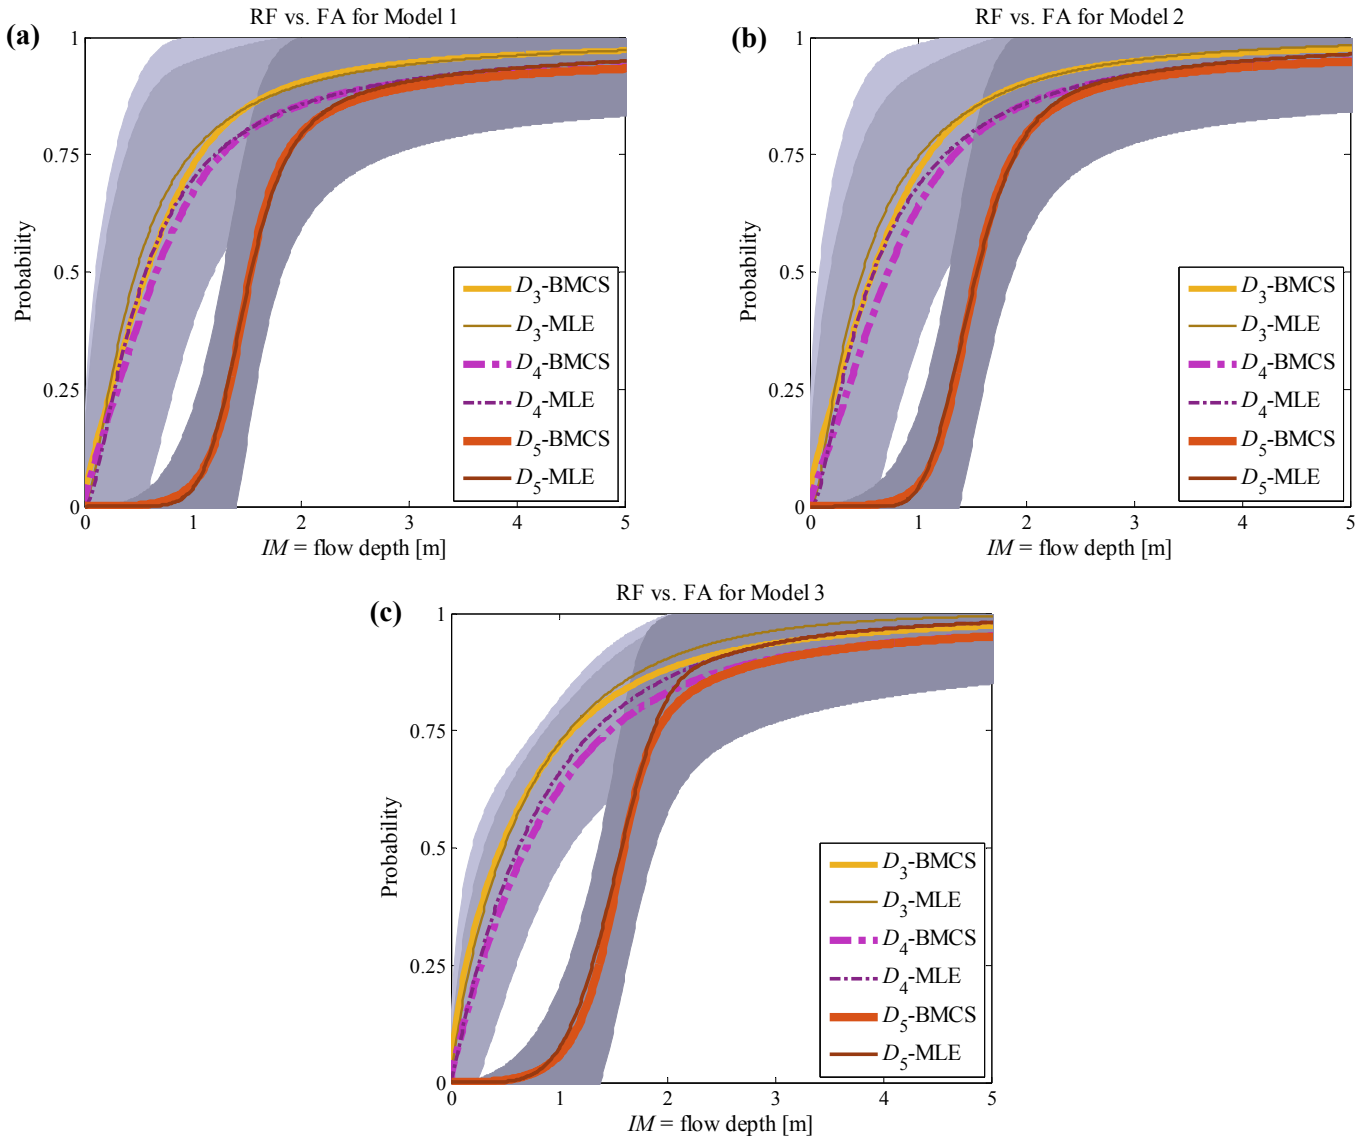 RF vs. FA for Model 1
(a)
1
0.75
0.5
0.25
0
Probability
D3-BMCS
D3-MLE
D4-BMCS
D4-MLE
D5-BMCS
D5-MLE
0 1 2 3 4 5
IM = flow depth [m]
RF vs. FA for Model 2
(b)
1
0.75
0.5
0.25
0
Probability
D3-BMCS
D3-MLE
D4-BMCS
D4-MLE
D5-BMCS
D5-MLE
0 1 2 3 4 5
IM = flow depth [m]
RF vs. FA for Model 3
(c)
1
0.75
0.5
0.25
0
Probability
D3-BMCS
D3-MLE
D4-BMCS
D4-MLE
D5-BMCS
D5-MLE
0 1 2 3 4 5
IM = flow depth [m]